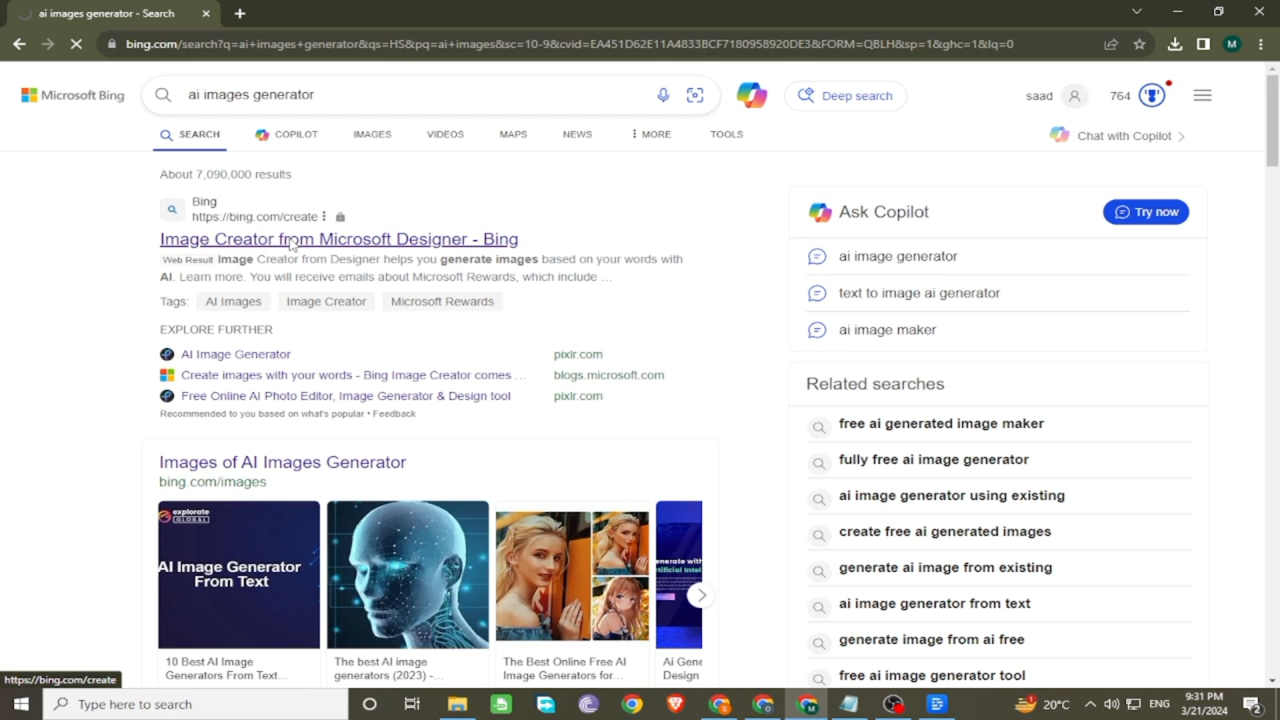 ai images generator - Search
bing.com/search?q=ai+images+generator&qs=HS&pq=ai+images&sc=10-9&cvid=EA451D62E11A4833BCF7180958920DE3&FORM=QBLH&sp=1&ghc=1&lq=0
M
Microsoft Bing
ai images generator
Deep search
saad
764
SEARCH
COPILOT
IMAGES
VIDEOS
MAPS
NEWS
MORE
TOOLS
Chat with Copilot
About 7,090,000 results
Bing
https://bing.com/create
Image Creator from Microsoft Designer - Bing
Web Result Image Creator from Designer helps you generate images based on your words with
AI. Learn more. You will receive emails about Microsoft Rewards, which include ...
Tags: AI Images Image Creator Microsoft Rewards
EXPLORE FURTHER
AI Image Generator pixlr.com
Create images with your words - Bing Image Creator comes ... blogs.microsoft.com
Free Online AI Photo Editor, Image Generator & Design tool pixlr.com
Recommended to you based on what's popular • Feedback
Images of AI Images Generator
bing.com/images
explorate
GLOBAL
AI Image Generator
From Text
10 Best AI Image
Generators From Text...
The best AI image
generators (2023) -...
The Best Online Free AI
Image Generators for...
enerate with
rtificial Intel
AI Gene
Design
Ask Copilot
Try now
ai image generator
text to image ai generator
ai image maker
Related searches
free ai generated image maker
fully free ai image generator
ai image generator using existing
create free ai generated images
generate ai image from existing
ai image generator from text
generate image from ai free
free ai image generator tool
https://bing.com/create
Type here to search
20°C
ENG
9:31 PM
3/21/2024
2